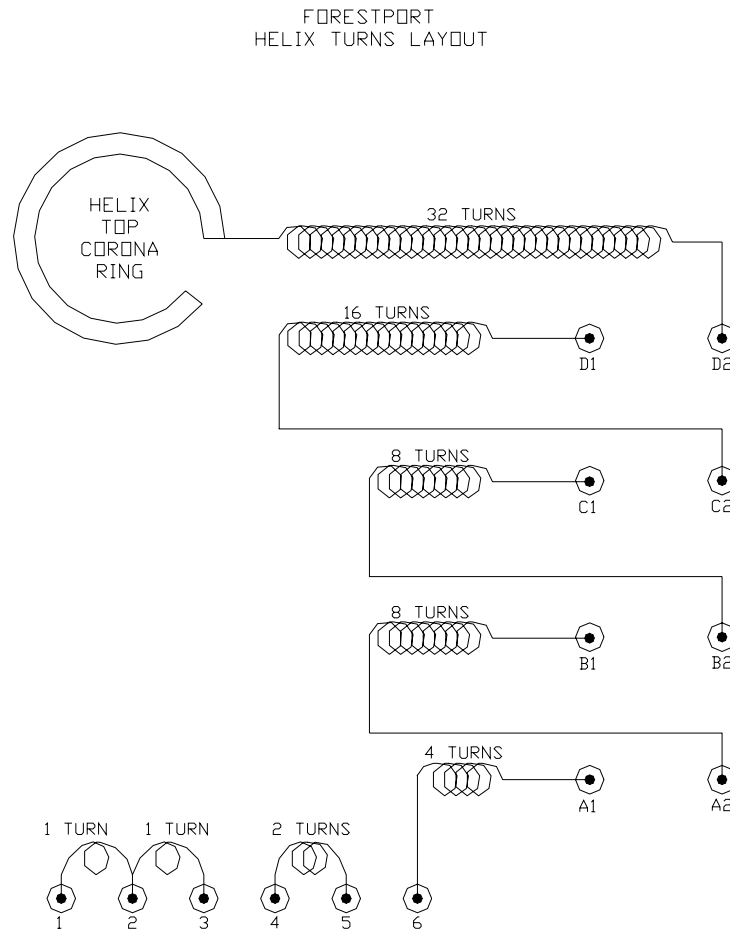 FORESTPORT
HELIX TURNS LAYOUT
HELIX
TOP
CORONA
RING
32 TURNS
16 TURNS
D1 D2
8 TURNS
C1 C2
8 TURNS
B1 B2
4 TURNS
A1 A2
1 TURN 1 TURN 2 TURNS
1 2 3 4 5 6